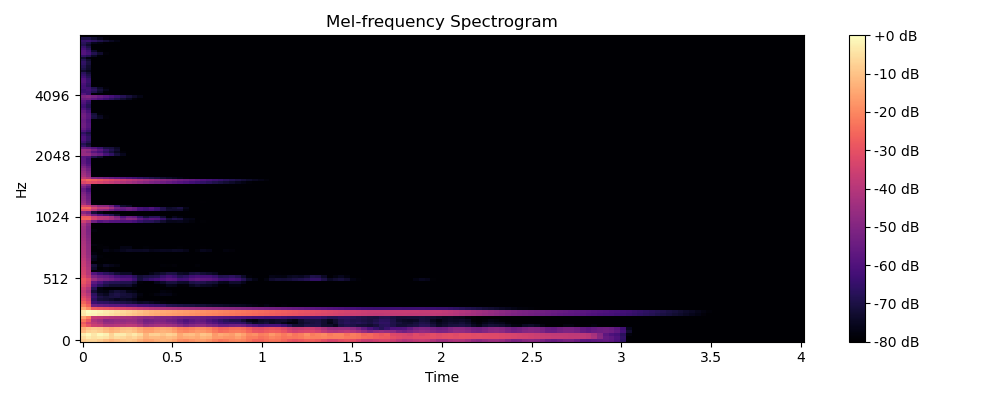 Mel-frequency Spectrogram
Hz
4096
2048
1024
512
0
0
0.5
1
1.5
2
2.5
3
3.5
4
Time
+0 dB
-10 dB
-20 dB
-30 dB
-40 dB
-50 dB
-60 dB
-70 dB
-80 dB